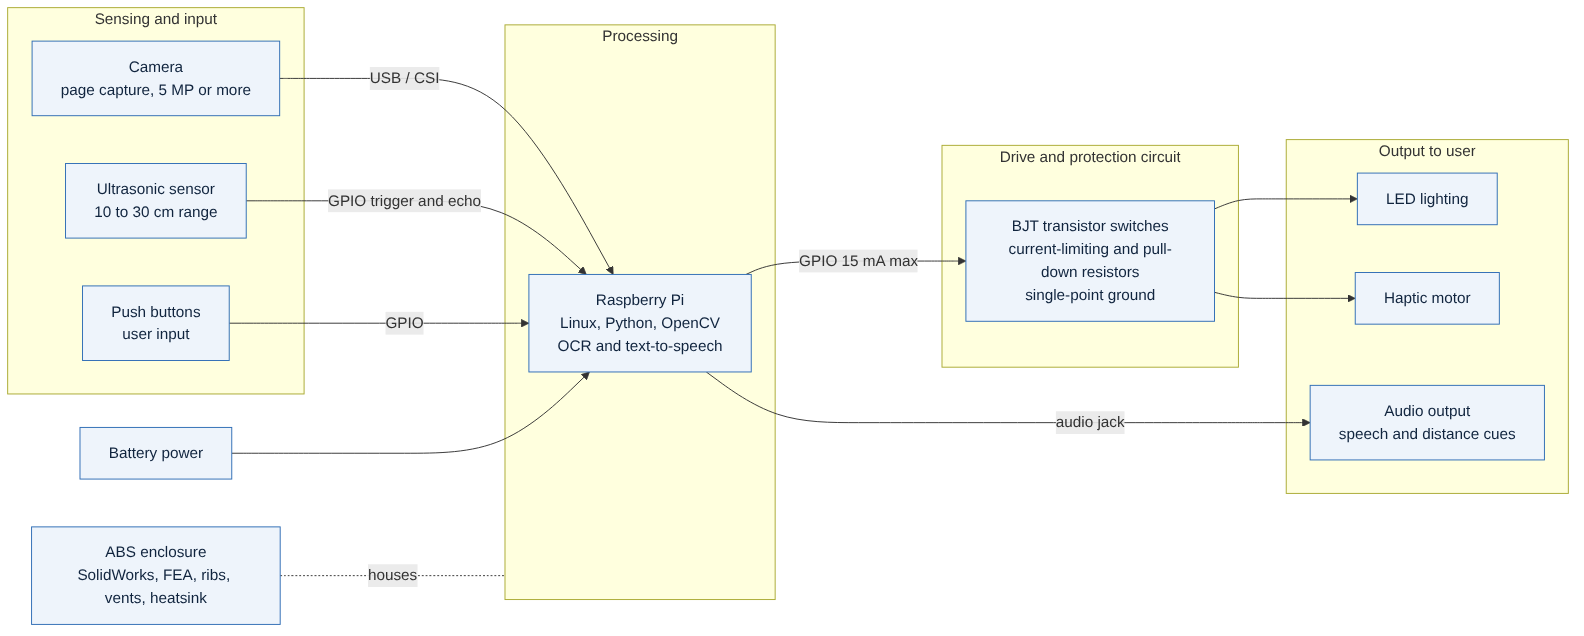 Sensing and input
Camera
page capture, 5 MP or more
Ultrasonic sensor
10 to 30 cm range
Push buttons
user input
Battery power
ABS enclosure
SolidWorks, FEA, ribs,
vents, heatsink
USB / CSI
GPIO trigger and echo
GPIO
houses
Processing
Raspberry Pi
Linux, Python, OpenCV
OCR and text-to-speech
GPIO 15 mA max
audio jack
Drive and protection circuit
BJT transistor switches
current-limiting and pull-
down resistors
single-point ground
Output to user
LED lighting
Haptic motor
Audio output
speech and distance cues